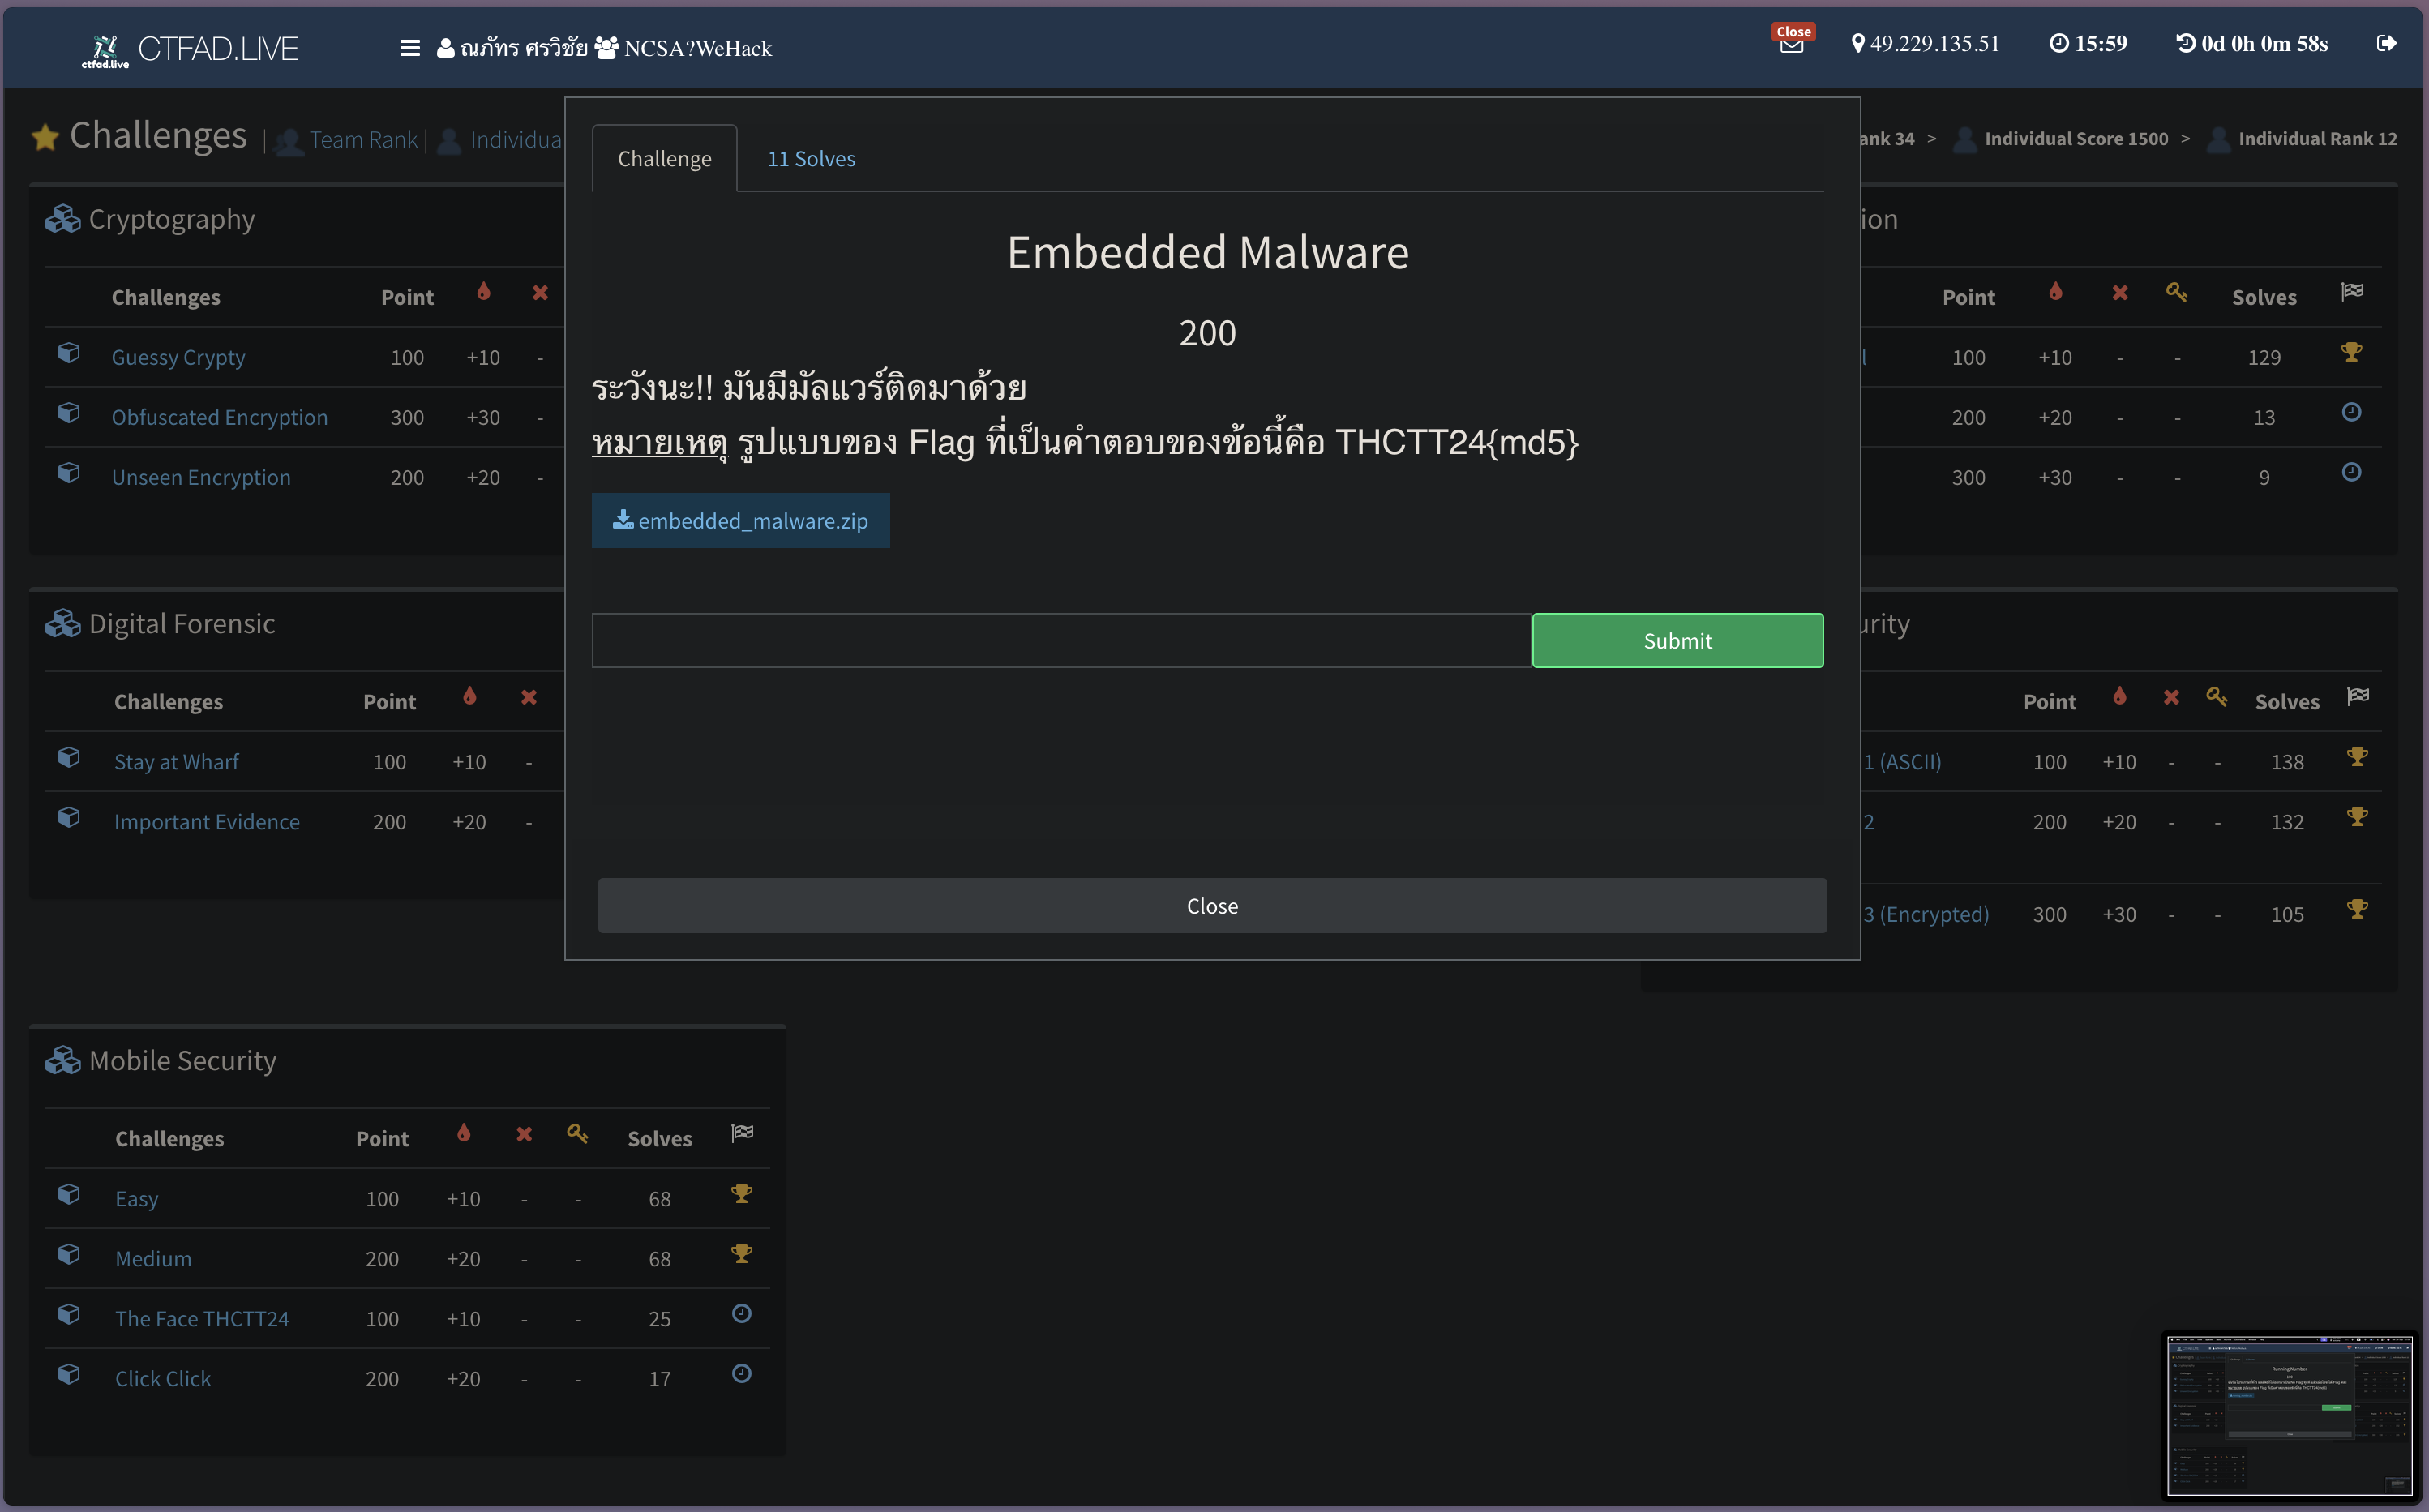 ctfad.live CTFAD.LIVE ณภัทร ศรวิชัย NCSA?WeHack Close 49.229.135.51 15:59 0d 0h 0m 58s
Challenges | Team Rank | Individua
ank 34 > Individual Score 1500 > Individual Rank 12
Challenge 11 Solves
Embedded Malware
200
ระวังนะ!! มันมีมัลแวร์ติดมาด้วย
หมายเหตุ รูปแบบของ Flag ที่เป็นคำตอบของข้อนี้คือ THCTT24{md5}
embedded_malware.zip
Submit
Close
Cryptography
Challenges Point
Guessy Crypty 100 +10 -
Obfuscated Encryption 300 +30 -
Unseen Encryption 200 +20 -
ion
Point Solves
l 100 +10 - - 129
200 +20 - - 13
300 +30 - - 9
Digital Forensic
Challenges Point
Stay at Wharf 100 +10 -
Important Evidence 200 +20 -
urity
Point Solves
1 (ASCII) 100 +10 - - 138
2 200 +20 - - 132
3 (Encrypted) 300 +30 - - 105
Mobile Security
Challenges Point Solves
Easy 100 +10 - - 68
Medium 200 +20 - - 68
The Face THCTT24 100 +10 - - 25
Click Click 200 +20 - - 17
Running Number